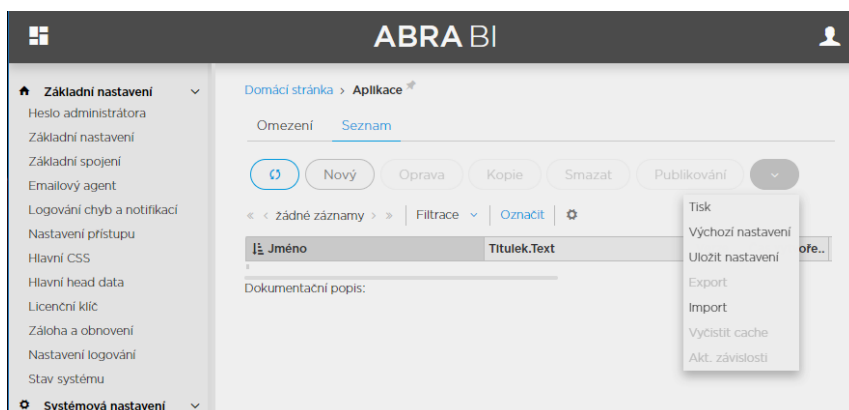 ABRA BI
Základní nastavení
Heslo administrátora
Základní nastavení
Základní spojení
Emailový agent
Logování chyb a notifikací
Nastavení přístupu
Hlavní CSS
Hlavní head data
Licenční klíč
Záloha a obnovení
Nastavení logování
Stav systému
Systémová nastavení
Domácí stránka > Aplikace
Omezení Seznam
Nový Oprava Kopie Smazat Publikování
« < žádné záznamy > » Filtrace Označit
Jméno Titulek.Text oře..
Dokumentační popis:
Tisk
Výchozí nastavení
Uložit nastavení
Export
Import
Vyčistit cache
Akt. závislosti